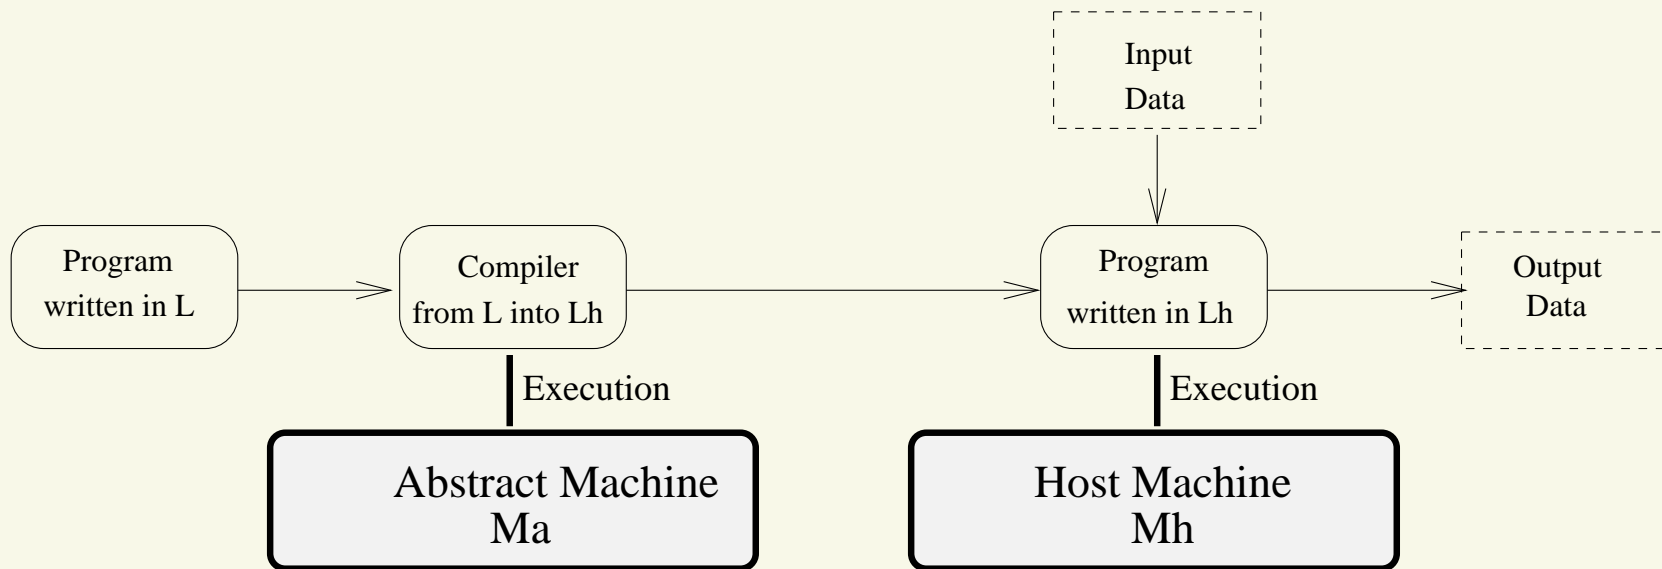 Input
Data
Program
written in L
Compiler
from L into Lh
Program
written in Lh
Output
Data
Execution
Execution
Abstract Machine
Ma
Host Machine
Mh